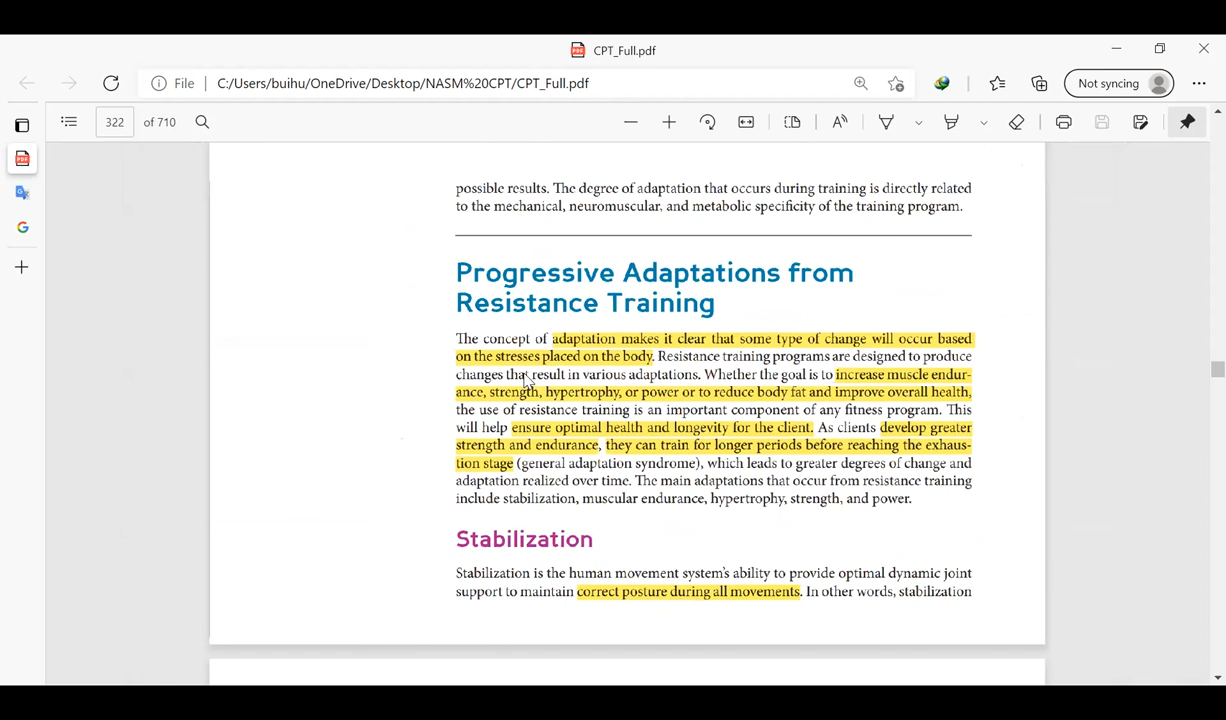 CPT_Full.pdf
File
C:/Users/buihu/OneDrive/Desktop/NASM%20CPT/CPT_Full.pdf
Not syncing
322
of 710
possible results. The degree of adaptation that occurs during training is directly related
to the mechanical, neuromuscular, and metabolic specificity of the training program.
Progressive Adaptations from
Resistance Training
The concept of adaptation makes it clear that some type of change will occur based
on the stresses placed on the body. Resistance training programs are designed to produce
changes that result in various adaptations. Whether the goal is to increase muscle endur-
ance, strength, hypertrophy, or power or to reduce body fat and improve overall health,
the use of resistance training is an important component of any fitness program. This
will help ensure optimal health and longevity for the client. As clients develop greater
strength and endurance, they can train for longer periods before reaching the exhaus-
tion stage (general adaptation syndrome), which leads to greater degrees of change and
adaptation realized over time. The main adaptations that occur from resistance training
include stabilization, muscular endurance, hypertrophy, strength, and power.
Stabilization
Stabilization is the human movement system's ability to provide optimal dynamic joint
support to maintain correct posture during all movements. In other words, stabilization